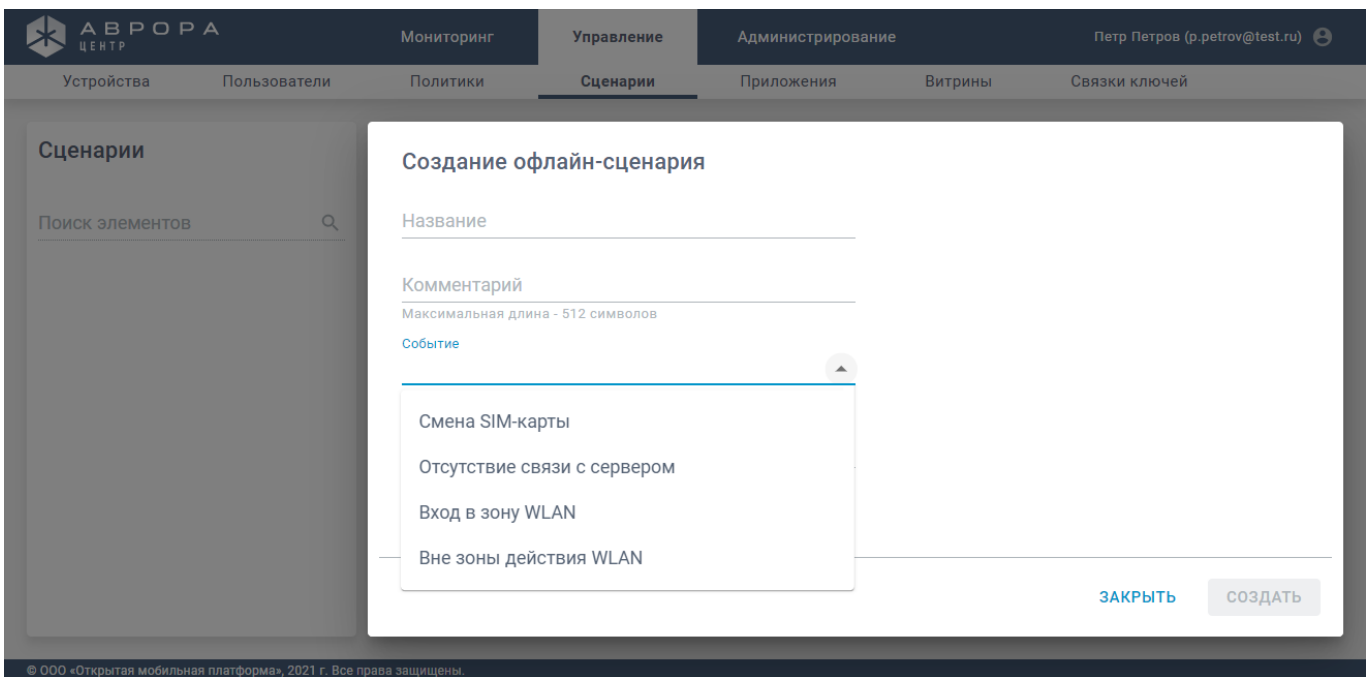 АВРОРА
ЦЕНТР
Мониторинг Управление Администрирование Петр Петров (p.petrov@test.ru)
Устройства Пользователи Политики Сценарии Приложения Витрины Связки ключей
Сценарии
Поиск элементов
Создание офлайн-сценария
Название
Комментарий
Максимальная длина - 512 символов
Событие
Смена SIM-карты
Отсутствие связи с сервером
Вход в зону WLAN
Вне зоны действия WLAN
ЗАКРЫТЬ СОЗДАТЬ
© ООО «Открытая мобильная платформа», 2021 г. Все права защищены.